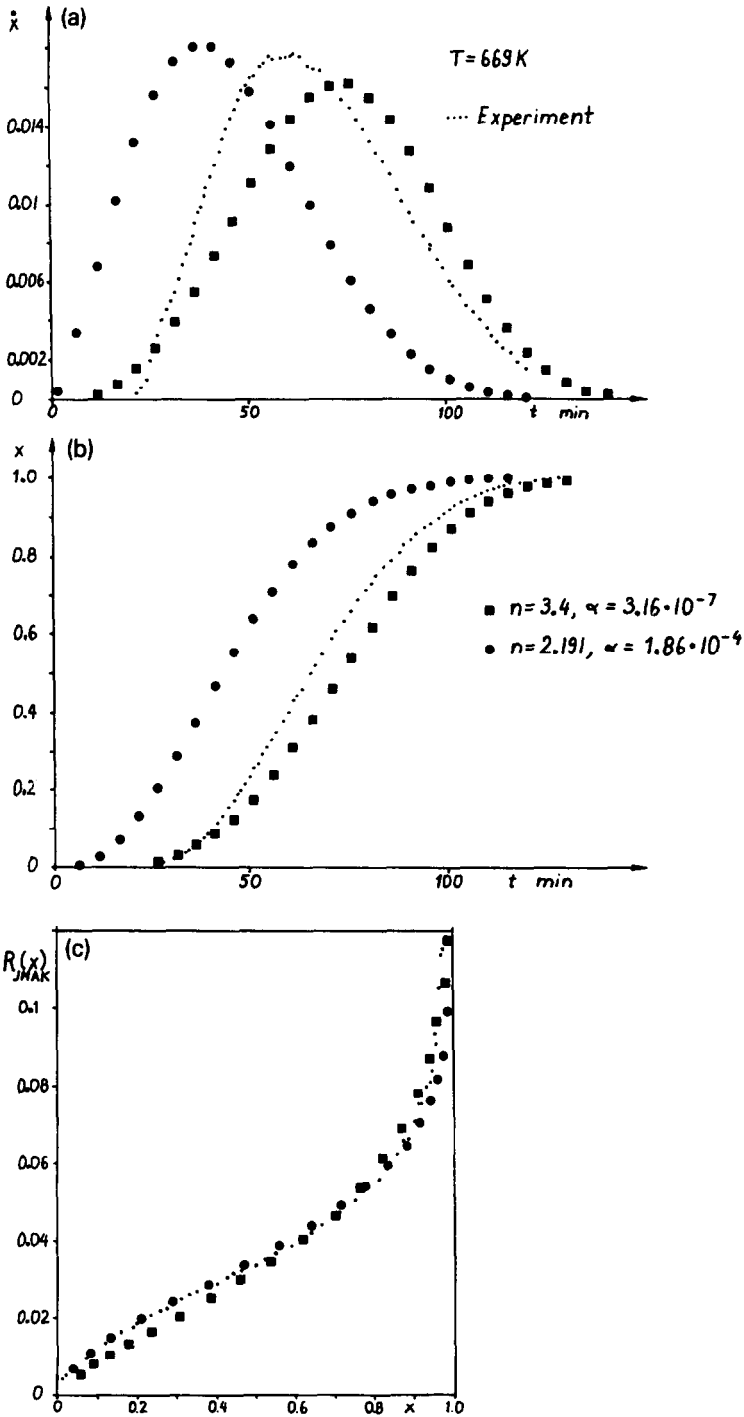 ẋ
(a)
T=669K
.... Experiment
0.014
0.01
0.006
0.002
0
0 50 100 t min
x
(b)
1.0
0.8
0.6
0.4
0.2
0
■ n=3.4, α=3.16·10⁻⁷
● n=2.191, α=1.86·10⁻⁴
0 50 100 t min
(c)
R(x)
JMAK
0.1
0.08
0.06
0.04
0.02
0
0 0.2 0.4 0.6 0.8 x 1.0